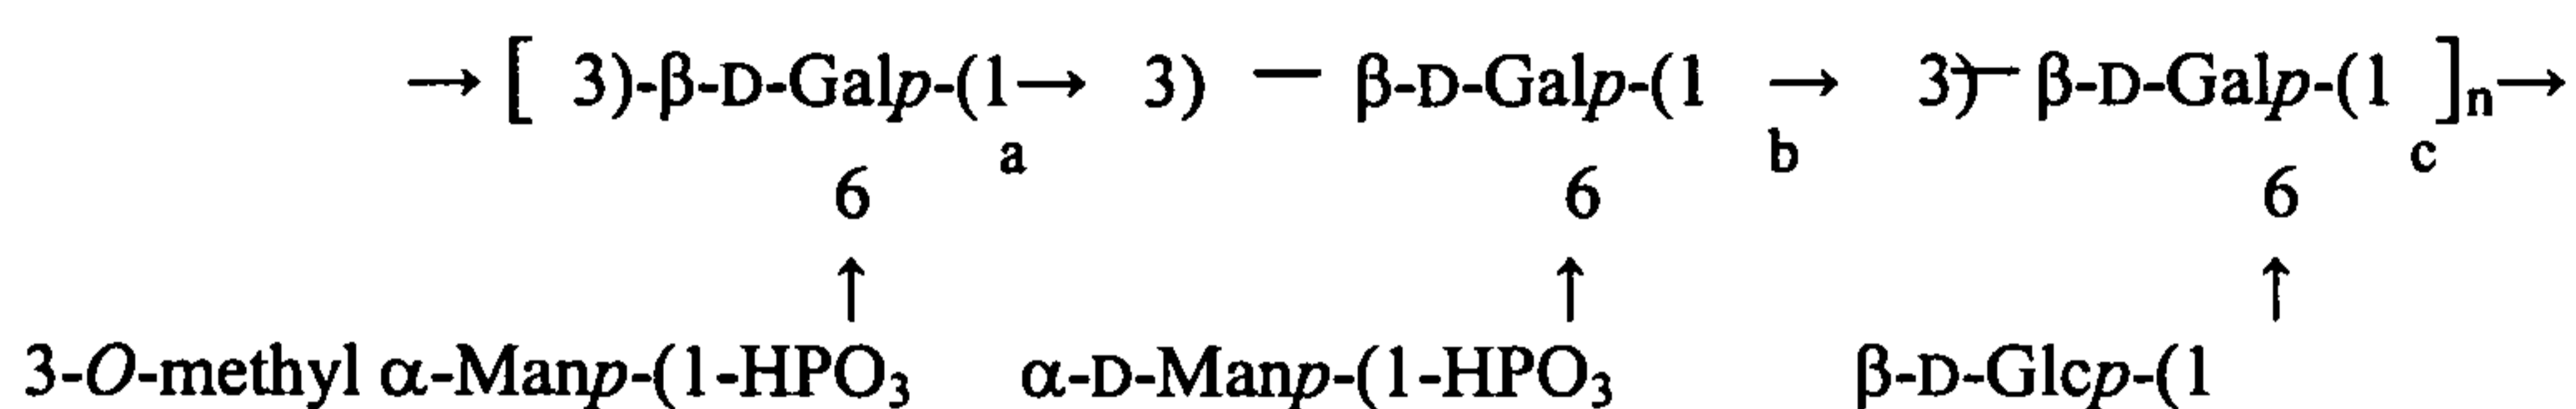 →[ 3)-β-D-Galp-(1→ 3) — β-D-Galp-(1 → 3)— β-D-Galp-(1 ]n→
a b c
6 6 6
↑ ↑ ↑
3-O-methyl α-Manp-(1-HPO₃ α-D-Manp-(1-HPO₃ β-D-Glcp-(1